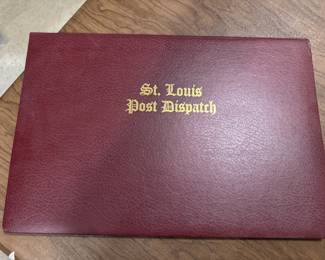 St. Louis
Post Dispatch